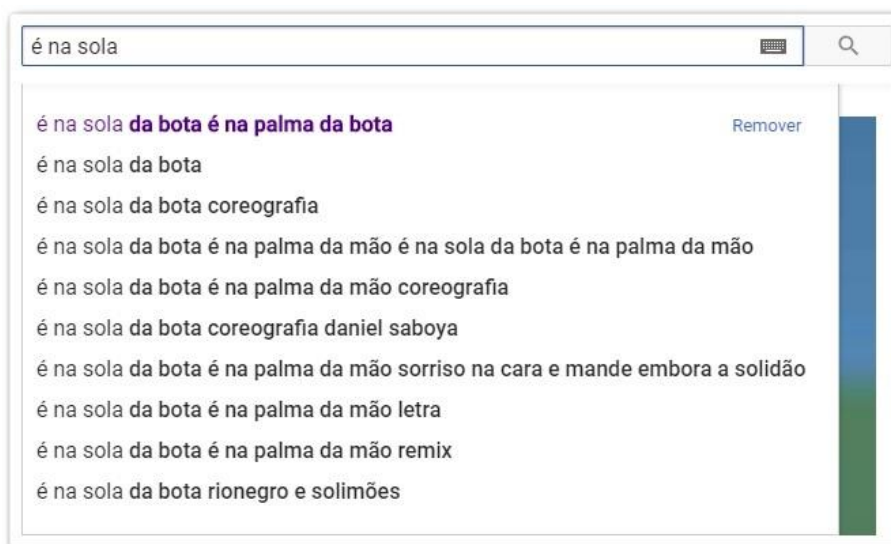 é na sola
é na sola da bota é na palma da bota
Remover
é na sola da bota
é na sola da bota coreografia
é na sola da bota é na palma da mão é na sola da bota é na palma da mão
é na sola da bota é na palma da mão coreografia
é na sola da bota coreografia daniel saboya
é na sola da bota é na palma da mão sorriso na cara e mande embora a solidão
é na sola da bota é na palma da mão letra
é na sola da bota é na palma da mão remix
é na sola da bota rionegro e solimões